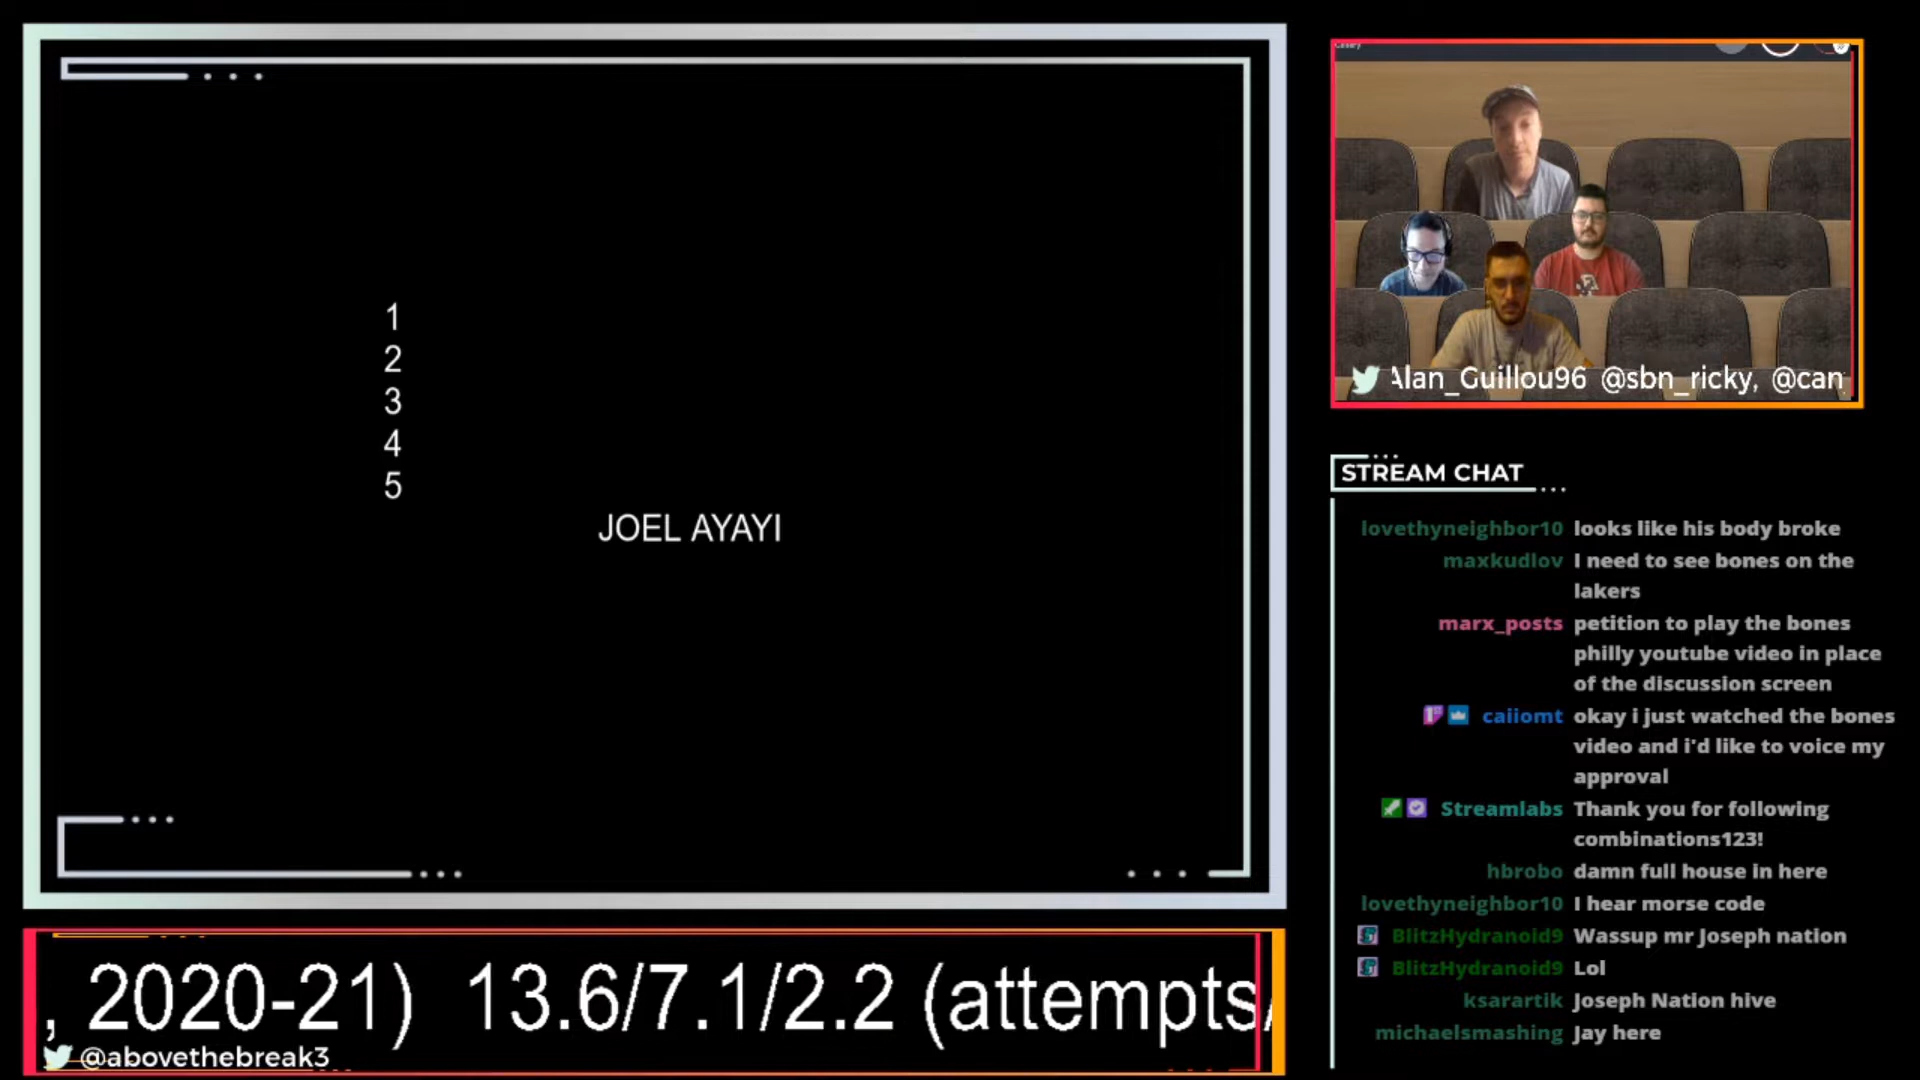 1
2
3
4
5
JOEL AYAYI
, 2020-21) 13.6/7.1/2.2 (attempts/
@abovethebreak3
Alan_Guillou96 @sbn_ricky, @can
STREAM CHAT
lovethyneighbor10 looks like his body broke
maxkudlov I need to see bones on the
lakers
marx_posts petition to play the bones
philly youtube video in place
of the discussion screen
caiiomt okay i just watched the bones
video and i'd like to voice my
approval
Streamlabs Thank you for following
combinations123!
hbrobo damn full house in here
lovethyneighbor10 I hear morse code
BlitzHydranoid9 Wassup mr Joseph nation
BlitzHydranoid9 Lol
ksarartik Joseph Nation hive
michaelsmashing Jay here